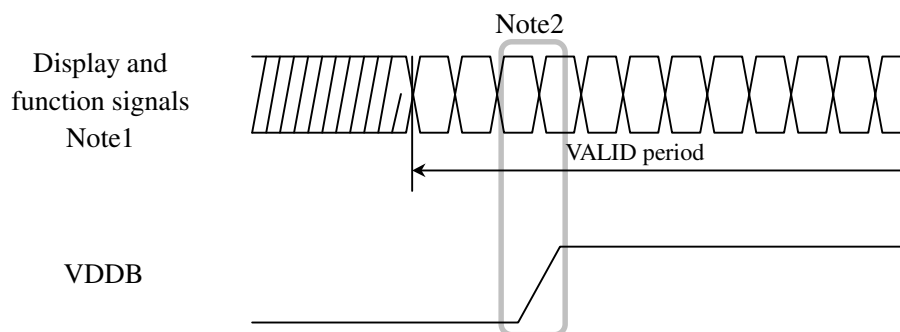 Note2
Display and
function signals
Note1
VALID period
VDDB